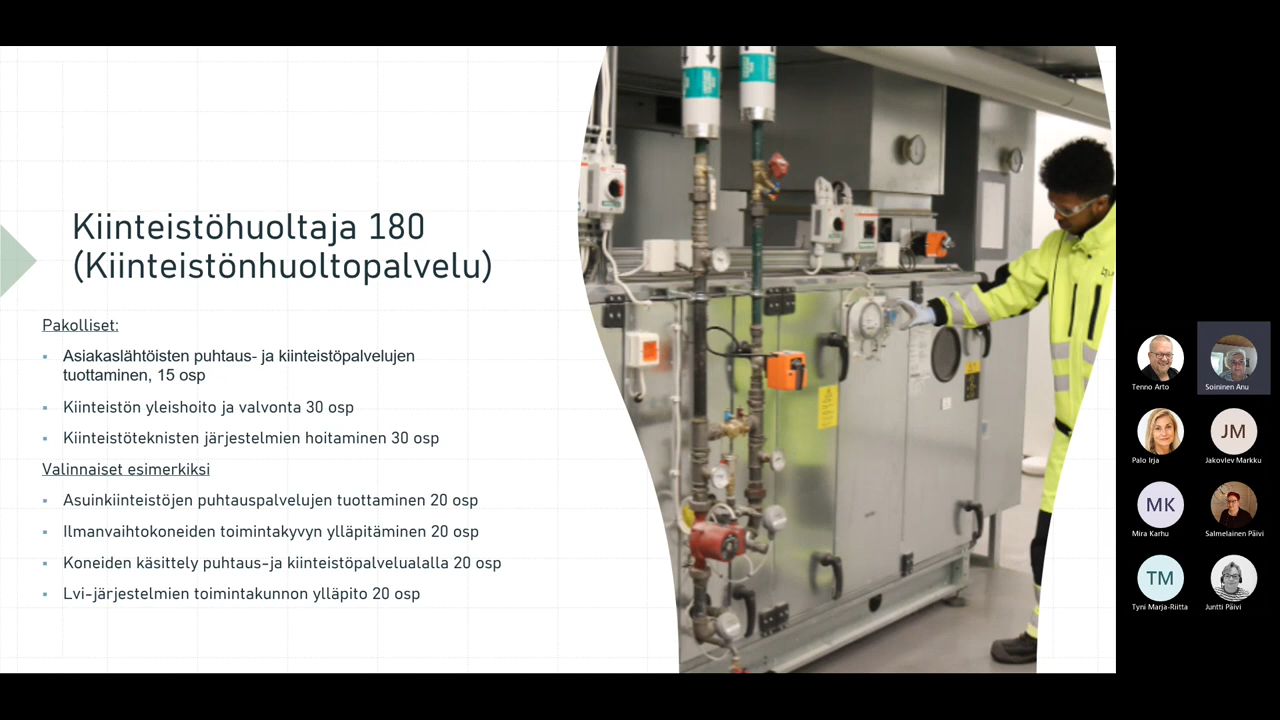 Kiinteistöhuoltaja 180
(Kiinteistönhuoltopalvelu)
Pakolliset:
Asiakaslähtöisten puhtaus- ja kiinteistöpalvelujen
tuottaminen, 15 osp
Kiinteistön yleishoito ja valvonta 30 osp
Kiinteistöteknisten järjestelmien hoitaminen 30 osp
Valinnaiset esimerkiksi
Asuinkiinteistöjen puhtauspalvelujen tuottaminen 20 osp
Ilmanvaihtokoneiden toimintakyvyn ylläpitäminen 20 osp
Koneiden käsittely puhtaus-ja kiinteistöpalvelualalla 20 osp
Lvi-järjestelmien toimintakunnon ylläpito 20 osp
Tenno Arto
Soininen Anu
Palo Irja
JM
Jakovlev Markku
MK
Mira Karhu
Salmelainen Päivi
TM
Tyni Marja-Riitta
Juntti Päivi